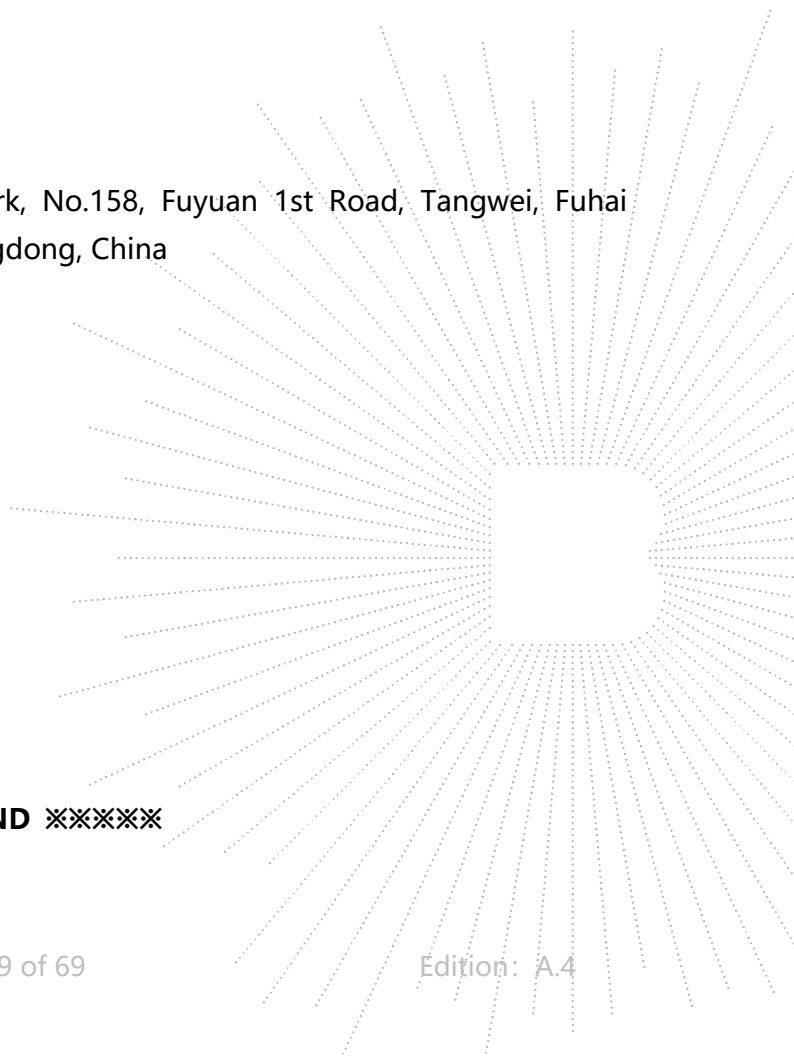 rk, No.158, Fuyuan 1st Road, Tangwei, Fuhai
gdong, China
ND ※※※※※
9 of 69 Edition: A.4